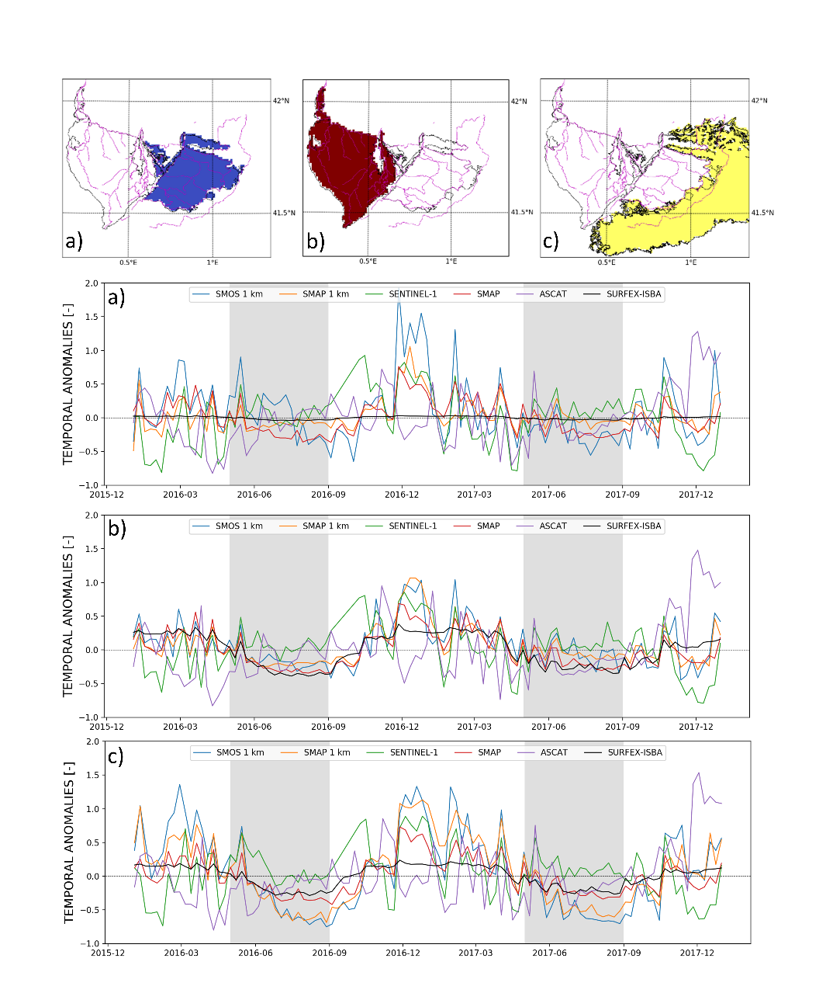 42°N
42°N
42°N
41.5°N
41.5°N
41.5°N
a)
b)
c)
0.5°E
1°E
0.5°E
1°E
0.5°E
1°E
a)
SMOS 1 km
SMAP 1 km
SENTINEL-1
SMAP
ASCAT
SURFEX-ISBA
TEMPORAL ANOMALIES [-]
2.0
1.5
1.0
0.5
0.0
−0.5
−1.0
2015-12
2016-03
2016-06
2016-09
2016-12
2017-03
2017-06
2017-09
2017-12
b)
SMOS 1 km
SMAP 1 km
SENTINEL-1
SMAP
ASCAT
SURFEX-ISBA
TEMPORAL ANOMALIES [-]
2.0
1.5
1.0
0.5
0.0
−0.5
−1.0
2015-12
2016-03
2016-06
2016-09
2016-12
2017-03
2017-06
2017-09
2017-12
c)
SMOS 1 km
SMAP 1 km
SENTINEL-1
SMAP
ASCAT
SURFEX-ISBA
TEMPORAL ANOMALIES [-]
2.0
1.5
1.0
0.5
0.0
−0.5
−1.0
2015-12
2016-03
2016-06
2016-09
2016-12
2017-03
2017-06
2017-09
2017-12